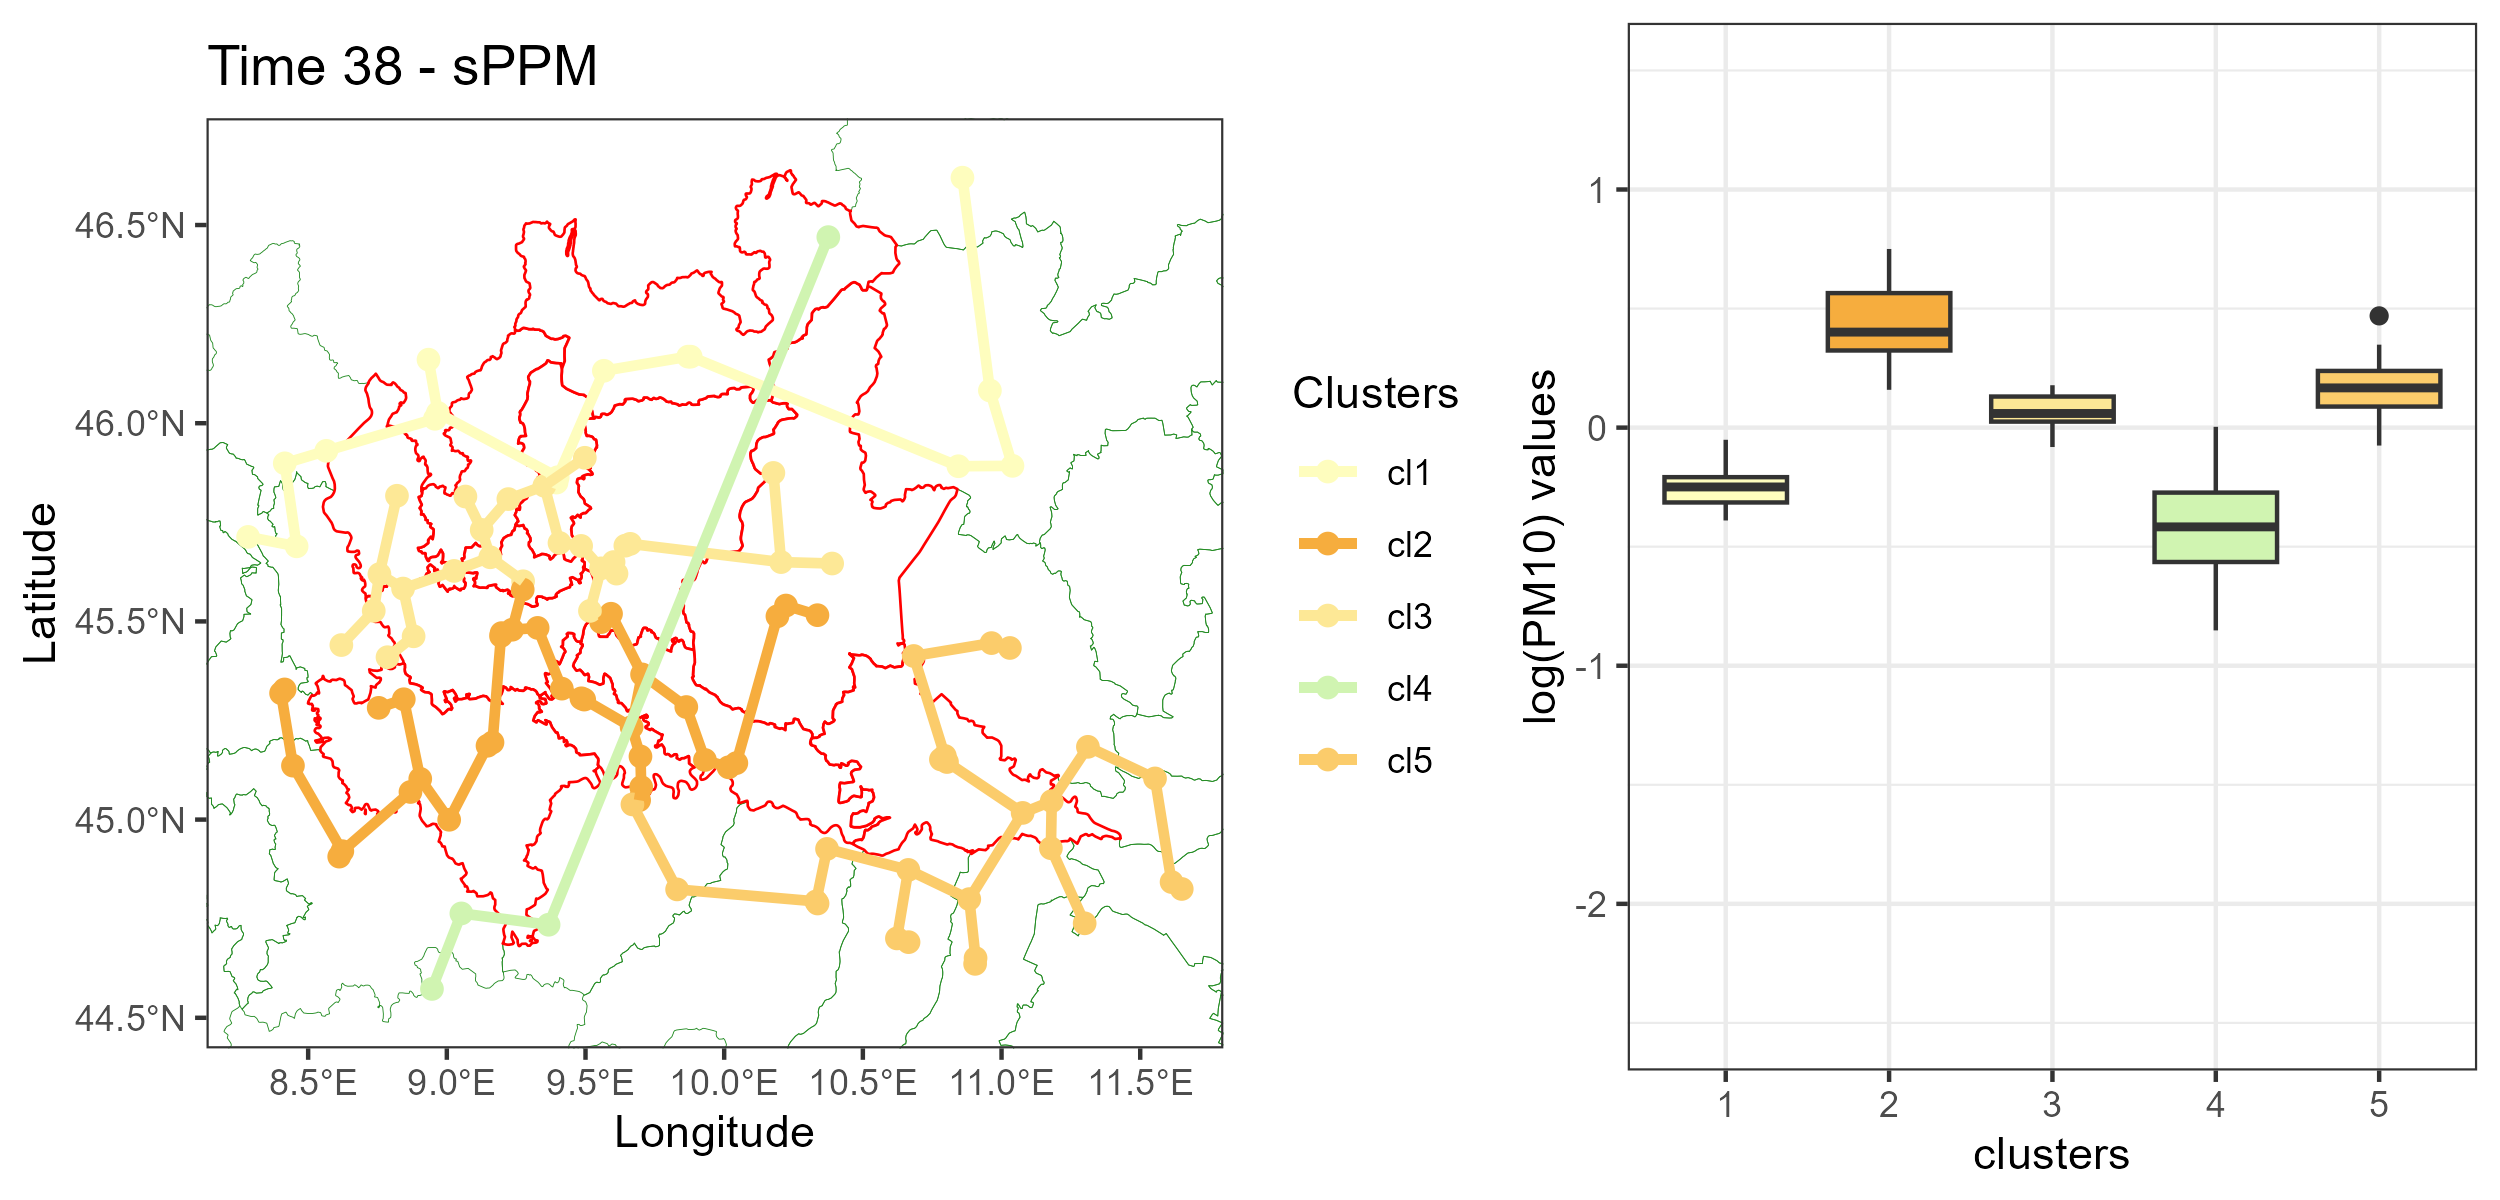 Time 38 - sPPM
46.5°N
46.0°N
45.5°N
45.0°N
44.5°N
Latitude
8.5°E 9.0°E 9.5°E 10.0°E 10.5°E 11.0°E 11.5°E
Longitude
Clusters
cl1
cl2
cl3
cl4
cl5
log(PM10) values
1
0
-1
-2
1 2 3 4 5
clusters